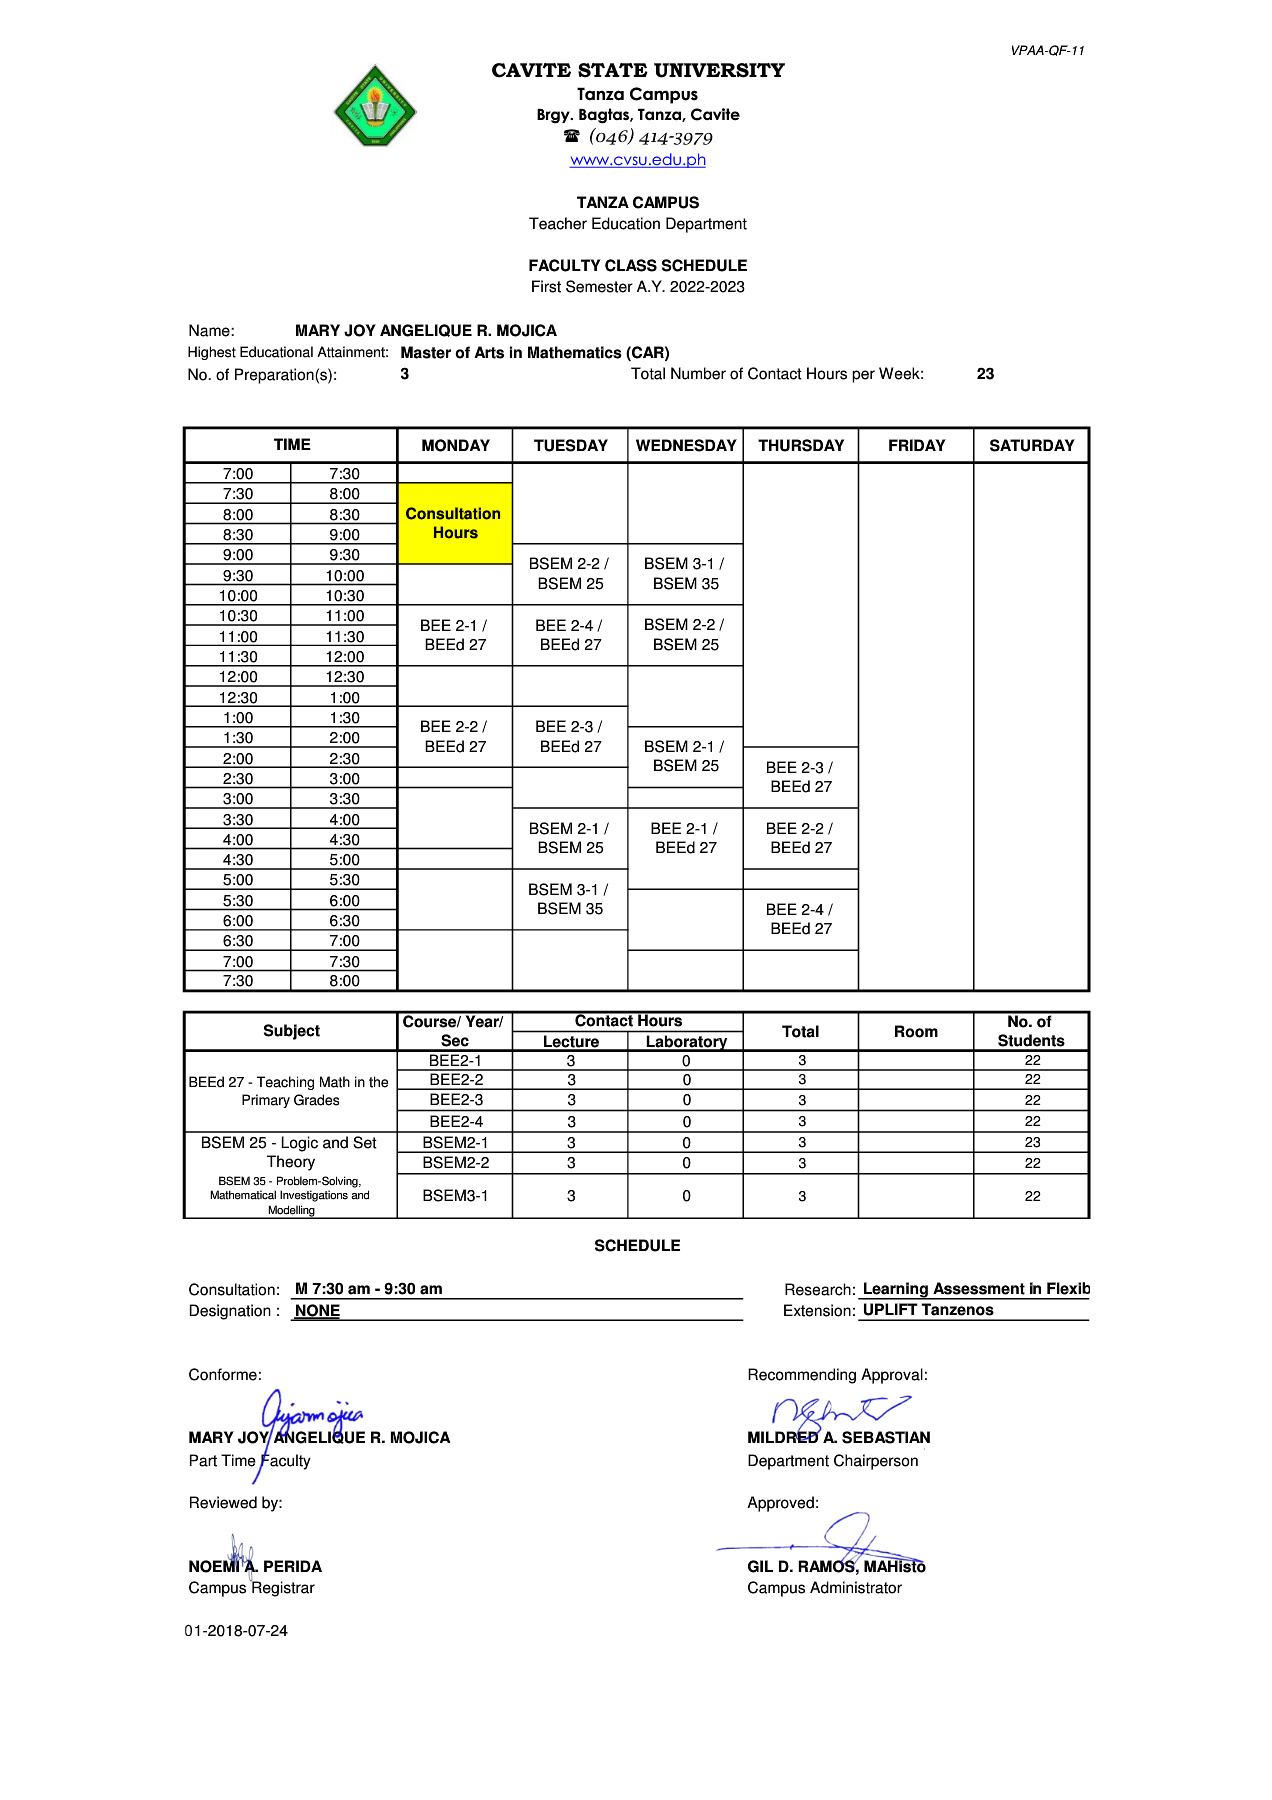 VPAA-QF-11
CAVITE STATE UNIVERSITY
Tanza Campus
Brgy. Bagtas, Tanza, Cavite
☎ (046) 414-3979
www.cvsu.edu.ph
TANZA CAMPUS
Teacher Education Department
FACULTY CLASS SCHEDULE
First Semester A.Y. 2022-2023
Name: MARY JOY ANGELIQUE R. MOJICA
Highest Educational Attainment: Master of Arts in Mathematics (CAR)
No. of Preparation(s): 3 Total Number of Contact Hours per Week: 23
TIME MONDAY TUESDAY WEDNESDAY THURSDAY FRIDAY SATURDAY
7:00 7:30
7:30 8:00
8:00 8:30
8:30 9:00
9:00 9:30
9:30 10:00
10:00 10:30
10:30 11:00
11:00 11:30
11:30 12:00
12:00 12:30
12:30 1:00
1:00 1:30
1:30 2:00
2:00 2:30
2:30 3:00
3:00 3:30
3:30 4:00
4:00 4:30
4:30 5:00
5:00 5:30
5:30 6:00
6:00 6:30
6:30 7:00
7:00 7:30
7:30 8:00
Consultation
Hours
BEE 2-1 /
BEEd 27
BEE 2-2 /
BEEd 27
BSEM 2-2 /
BSEM 25
BEE 2-4 /
BEEd 27
BEE 2-3 /
BEEd 27
BSEM 2-1 /
BSEM 25
BSEM 3-1 /
BSEM 35
BSEM 3-1 /
BSEM 35
BSEM 2-2 /
BSEM 25
BSEM 2-1 /
BSEM 25
BEE 2-1 /
BEEd 27
BEE 2-3 /
BEEd 27
BEE 2-2 /
BEEd 27
BEE 2-4 /
BEEd 27
Subject Course/ Year/ Contact Hours Total Room No. of
Sec Lecture Laboratory Students
BEEd 27 - Teaching Math in the
Primary Grades
BEE2-1 3 0 3 22
BEE2-2 3 0 3 22
BEE2-3 3 0 3 22
BEE2-4 3 0 3 22
BSEM 25 - Logic and Set
Theory
BSEM2-1 3 0 3 23
BSEM2-2 3 0 3 22
BSEM 35 - Problem-Solving,
Mathematical Investigations and
Modelling
BSEM3-1 3 0 3 22
SCHEDULE
Consultation: M 7:30 am - 9:30 am Research: Learning Assessment in Flexib
Designation : NONE Extension: UPLIFT Tanzenos
Conforme: Recommending Approval:
MARY JOY ANGELIQUE R. MOJICA MILDRED A. SEBASTIAN
Part Time Faculty Department Chairperson
Reviewed by: Approved:
NOEMI A. PERIDA GIL D. RAMOS, MAHisto
Campus Registrar Campus Administrator
01-2018-07-24